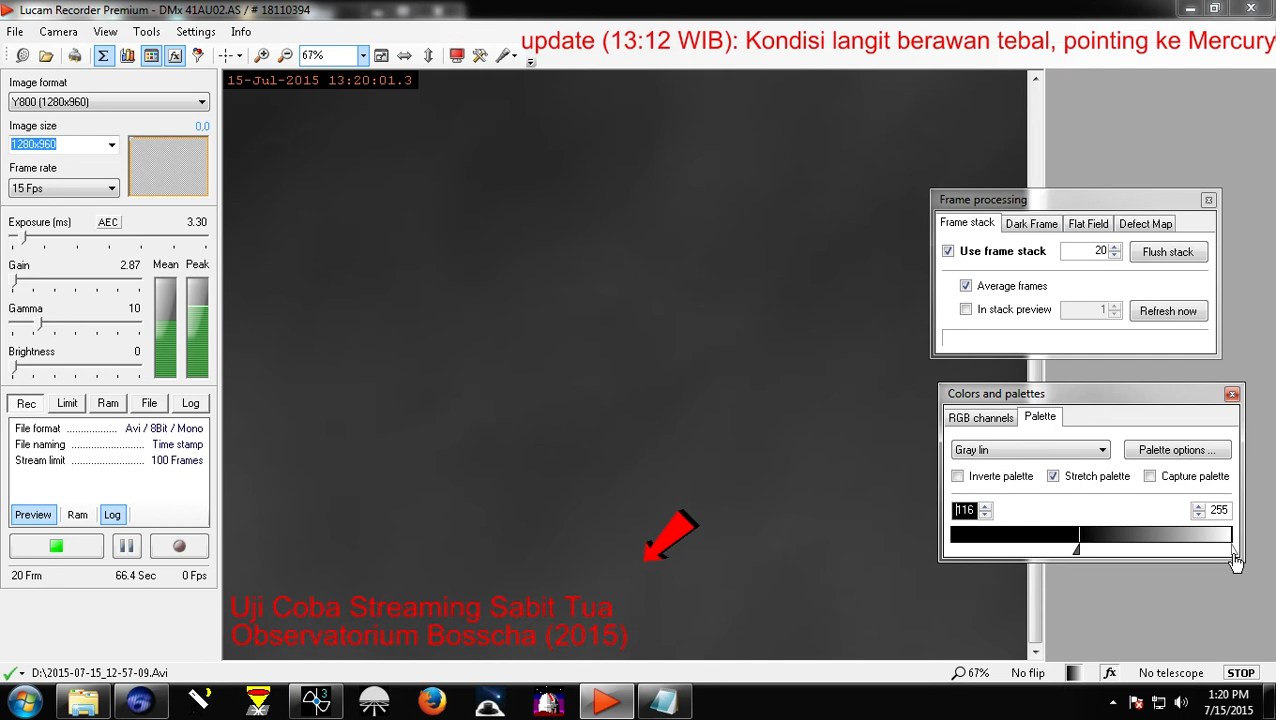 Lucam Recorder Premium - DMx 41AU02.AS / # 18110394
File Camera View Tools Settings Info
67%
update (13:12 WIB): Kondisi langit berawan tebal, pointing ke Mercury
Image format
Y800 (1280x960)
Image size 0,0
1280x960
Frame rate
15 Fps
Exposure (ms) AEC 3.30
Gain 2.87 Mean Peak
Gamma 10
Brightness 0
Rec Limit Ram File Log
File format Avi / 8Bit / Mono
File naming Time stamp
Stream limit 100 Frames
Preview Ram Log
20 Frm 66.4 Sec 0 Fps
15-Jul-2015 13:20:01.3
Uji Coba Streaming Sabit Tua
Observatorium Bosscha (2015)
Frame processing
Frame stack Dark Frame Flat Field Defect Map
Use frame stack 20 Flush stack
Average frames
In stack preview 1 Refresh now
Colors and palettes
RGB channels Palette
Gray lin Palette options ...
Inverte palette Stretch palette Capture palette
116 255
D:\2015-07-15_12-57-09.Avi 67% No flip fx No telescope STOP
1:20 PM
7/15/2015